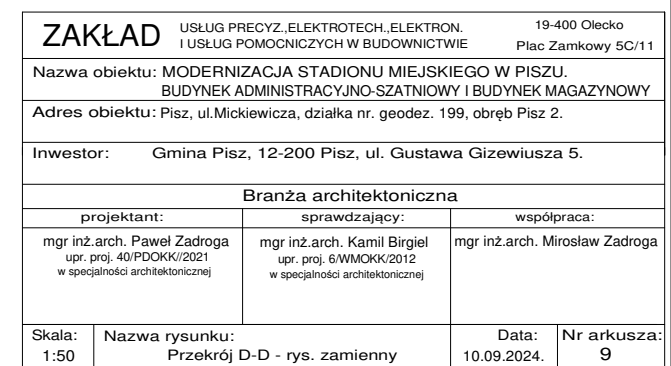 ZAKŁAD
USŁUG PRECYZ.,ELEKTROTECH.,ELEKTRON.
I USŁUG POMOCNICZYCH W BUDOWNICTWIE
19-400 Olecko
Plac Zamkowy 5C/11
Nazwa obiektu: MODERNIZACJA STADIONU MIEJSKIEGO W PISZU.
BUDYNEK ADMINISTRACYJNO-SZATNIOWY I BUDYNEK MAGAZYNOWY
Adres obiektu: Pisz, ul.Mickiewicza, działka nr. geodez. 199, obręb Pisz 2.
Inwestor: Gmina Pisz, 12-200 Pisz, ul. Gustawa Gizewiusza 5.
Branża architektoniczna
projektant:
mgr inż.arch. Paweł Zadroga
upr. proj. 40/PDOKK//2021
w specjalności architektonicznej
sprawdzający:
mgr inż.arch. Kamil Birgiel
upr. proj. 6/WMOKK/2012
w specjalności architektonicznej
współpraca:
mgr inż.arch. Mirosław Zadroga
Skala:
1:50
Nazwa rysunku:
Przekrój D-D - rys. zamienny
Data:
10.09.2024.
Nr arkusza:
9